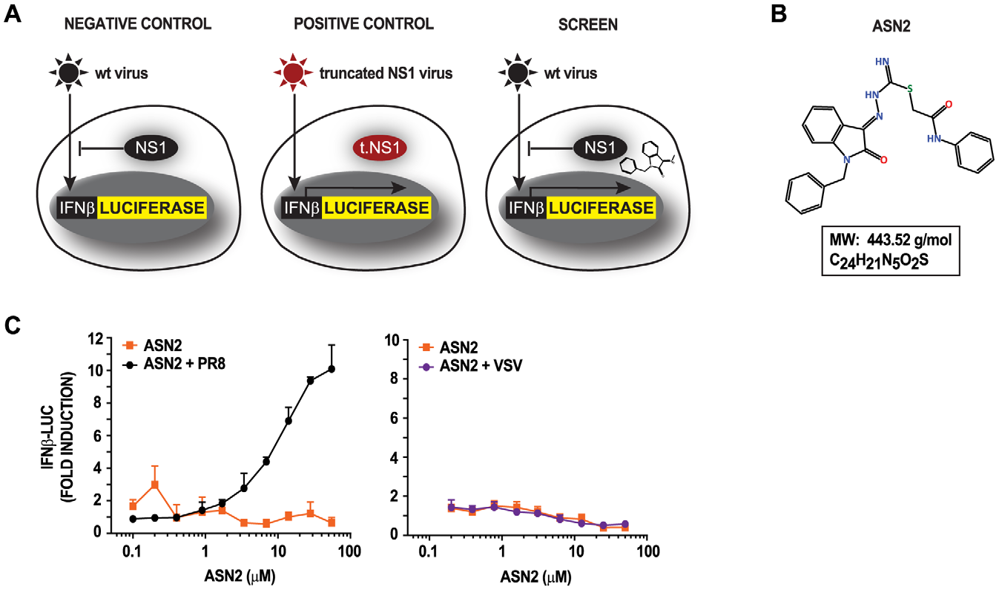 A
NEGATIVE CONTROL
POSITIVE CONTROL
SCREEN
wt virus
truncated NS1 virus
wt virus
NS1
t.NS1
NS1
IFNβ LUCIFERASE
IFNβ LUCIFERASE
IFNβ LUCIFERASE
B
ASN2
HN
S
HN
N
O
HN
N
O
MW: 443.52 g/mol
C24H21N5O2S
C
IFNβ-LUC
(FOLD INDUCTION)
12
10
8
6
4
2
0
ASN2
ASN2 + PR8
0.1
1
10
100
ASN2 (μM)
10
8
6
4
2
0
ASN2
ASN2 + VSV
0.1
1
10
100
ASN2 (μM)